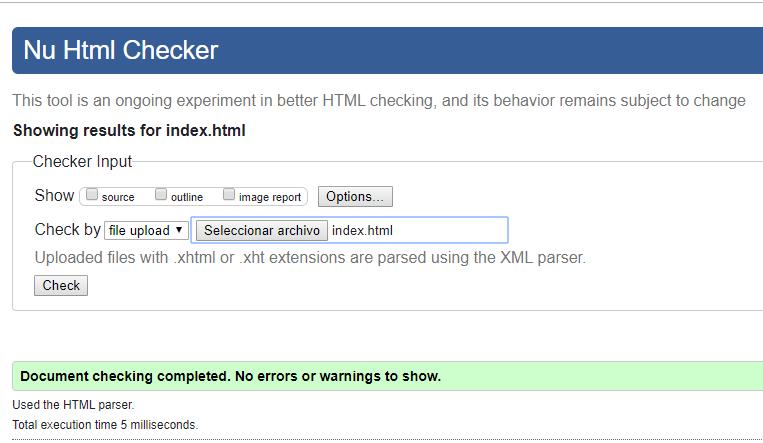 Nu Html Checker
This tool is an ongoing experiment in better HTML checking, and its behavior remains subject to change
Showing results for index.html
Checker Input
Show source outline image report Options...
Check by file upload Seleccionar archivo index.html
Uploaded files with .xhtml or .xht extensions are parsed using the XML parser.
Check
Document checking completed. No errors or warnings to show.
Used the HTML parser.
Total execution time 5 milliseconds.